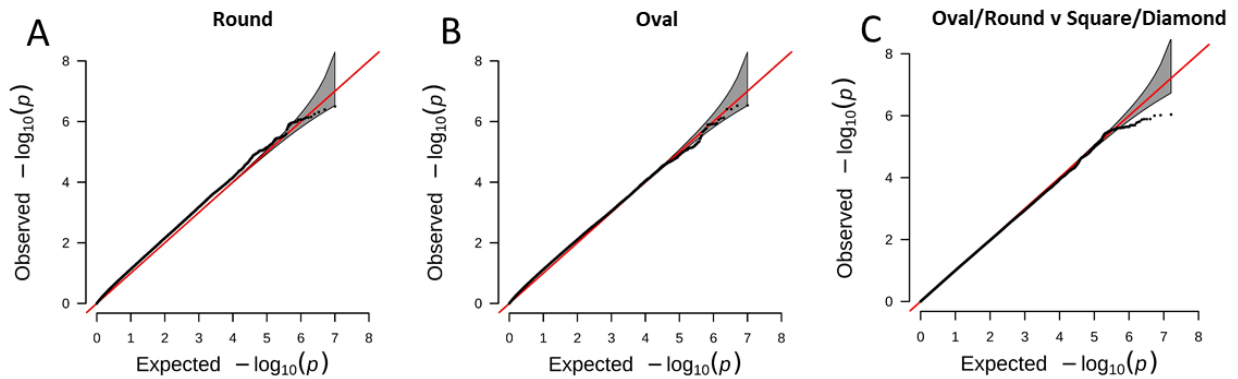 A
Round
Observed −log10(p)
8
6
4
2
0
0 1 2 3 4 5 6 7 8
Expected −log10(p)
B
Oval
Observed −log10(p)
8
6
4
2
0
0 1 2 3 4 5 6 7 8
Expected −log10(p)
C
Oval/Round v Square/Diamond
Observed −log10(p)
8
6
4
2
0
0 1 2 3 4 5 6 7 8
Expected −log10(p)